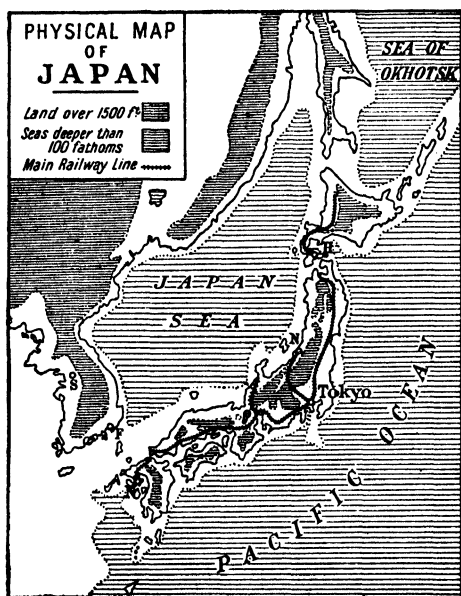 PHYSICAL MAP
OF
JAPAN
Land over 1500 ft.
Seas deeper than
100 fathoms
Main Railway Line
SEA OF
OKHOTSK
H
JAPAN
SEA
N
Tokyo
S
F
PACIFIC OCEAN